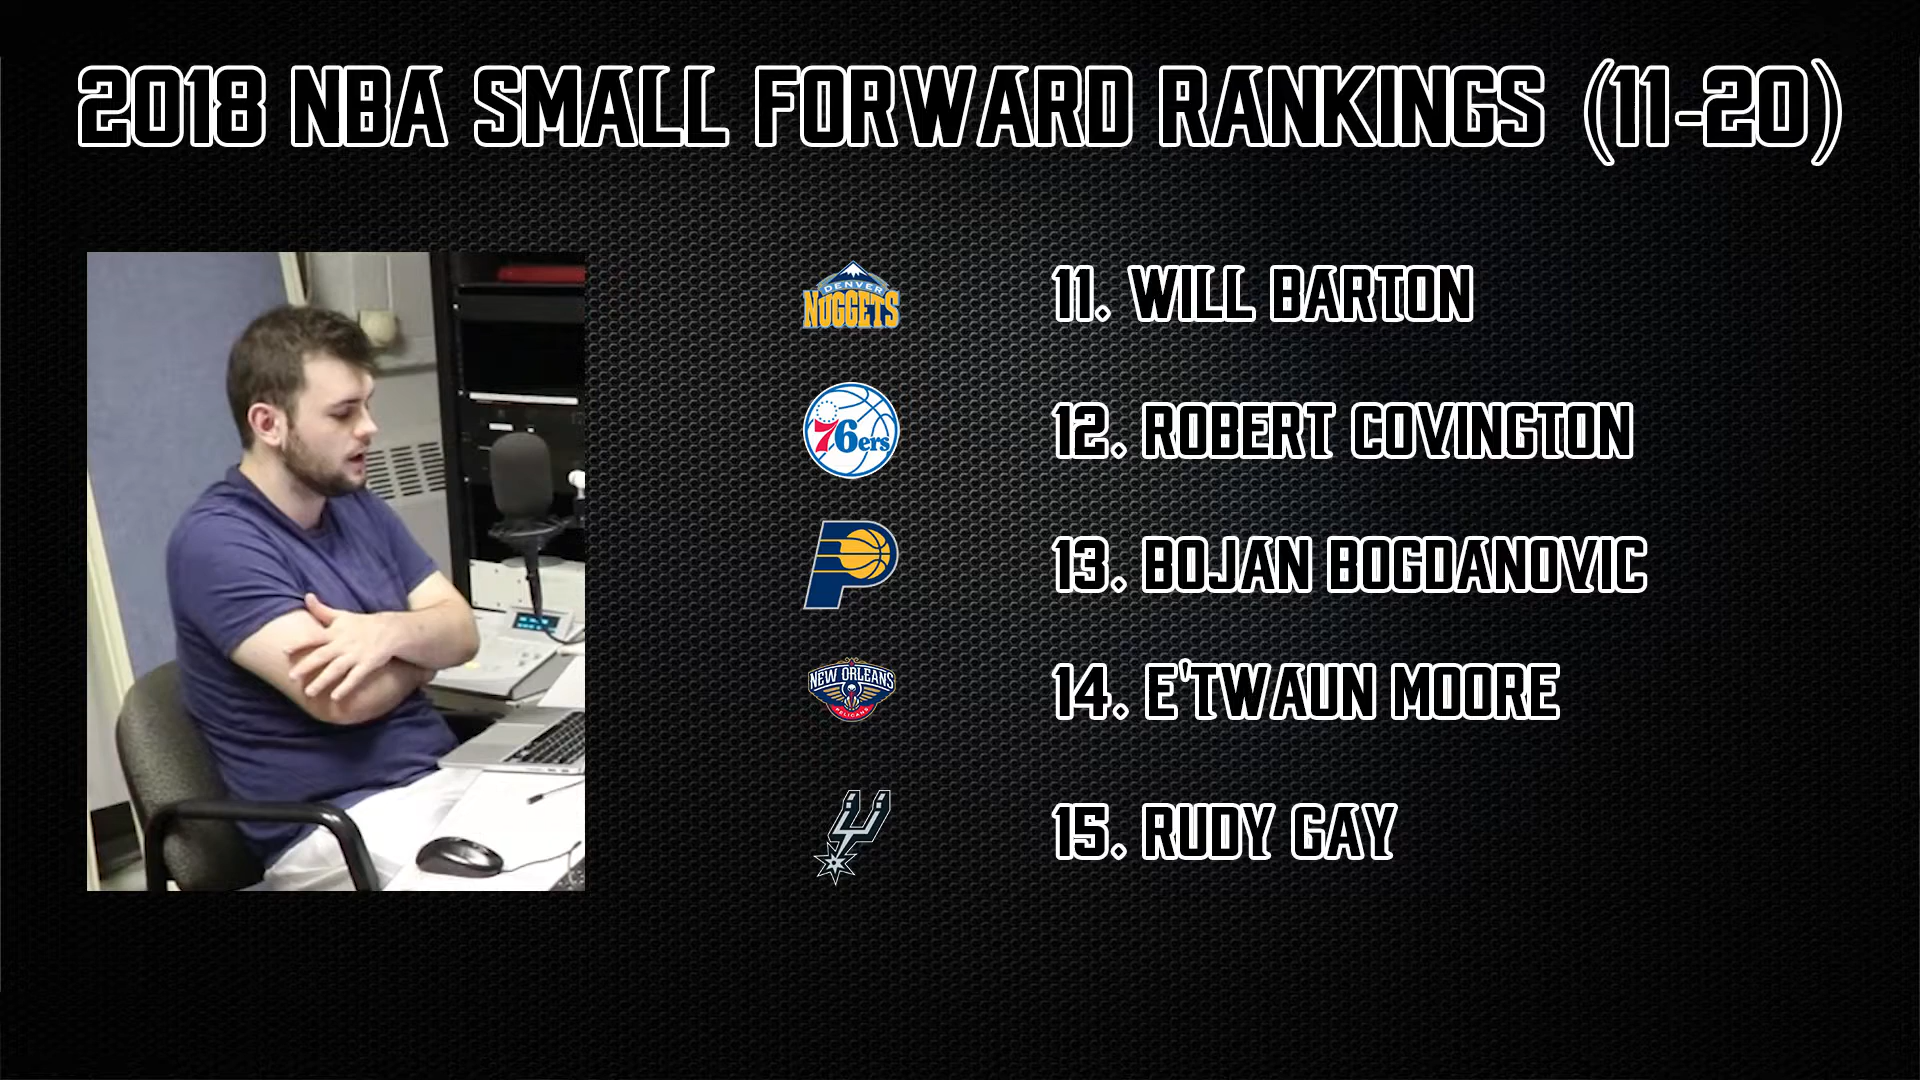 2018 NBA SMALL FORWARD RANKINGS (11-20)
DENVER
NUGGETS
11. WILL BARTON
76ers
12. ROBERT COVINGTON
13. BOJAN BOGDANOVIC
NEW ORLEANS
PELICANS
14. E'TWAUN MOORE
15. RUDY GAY